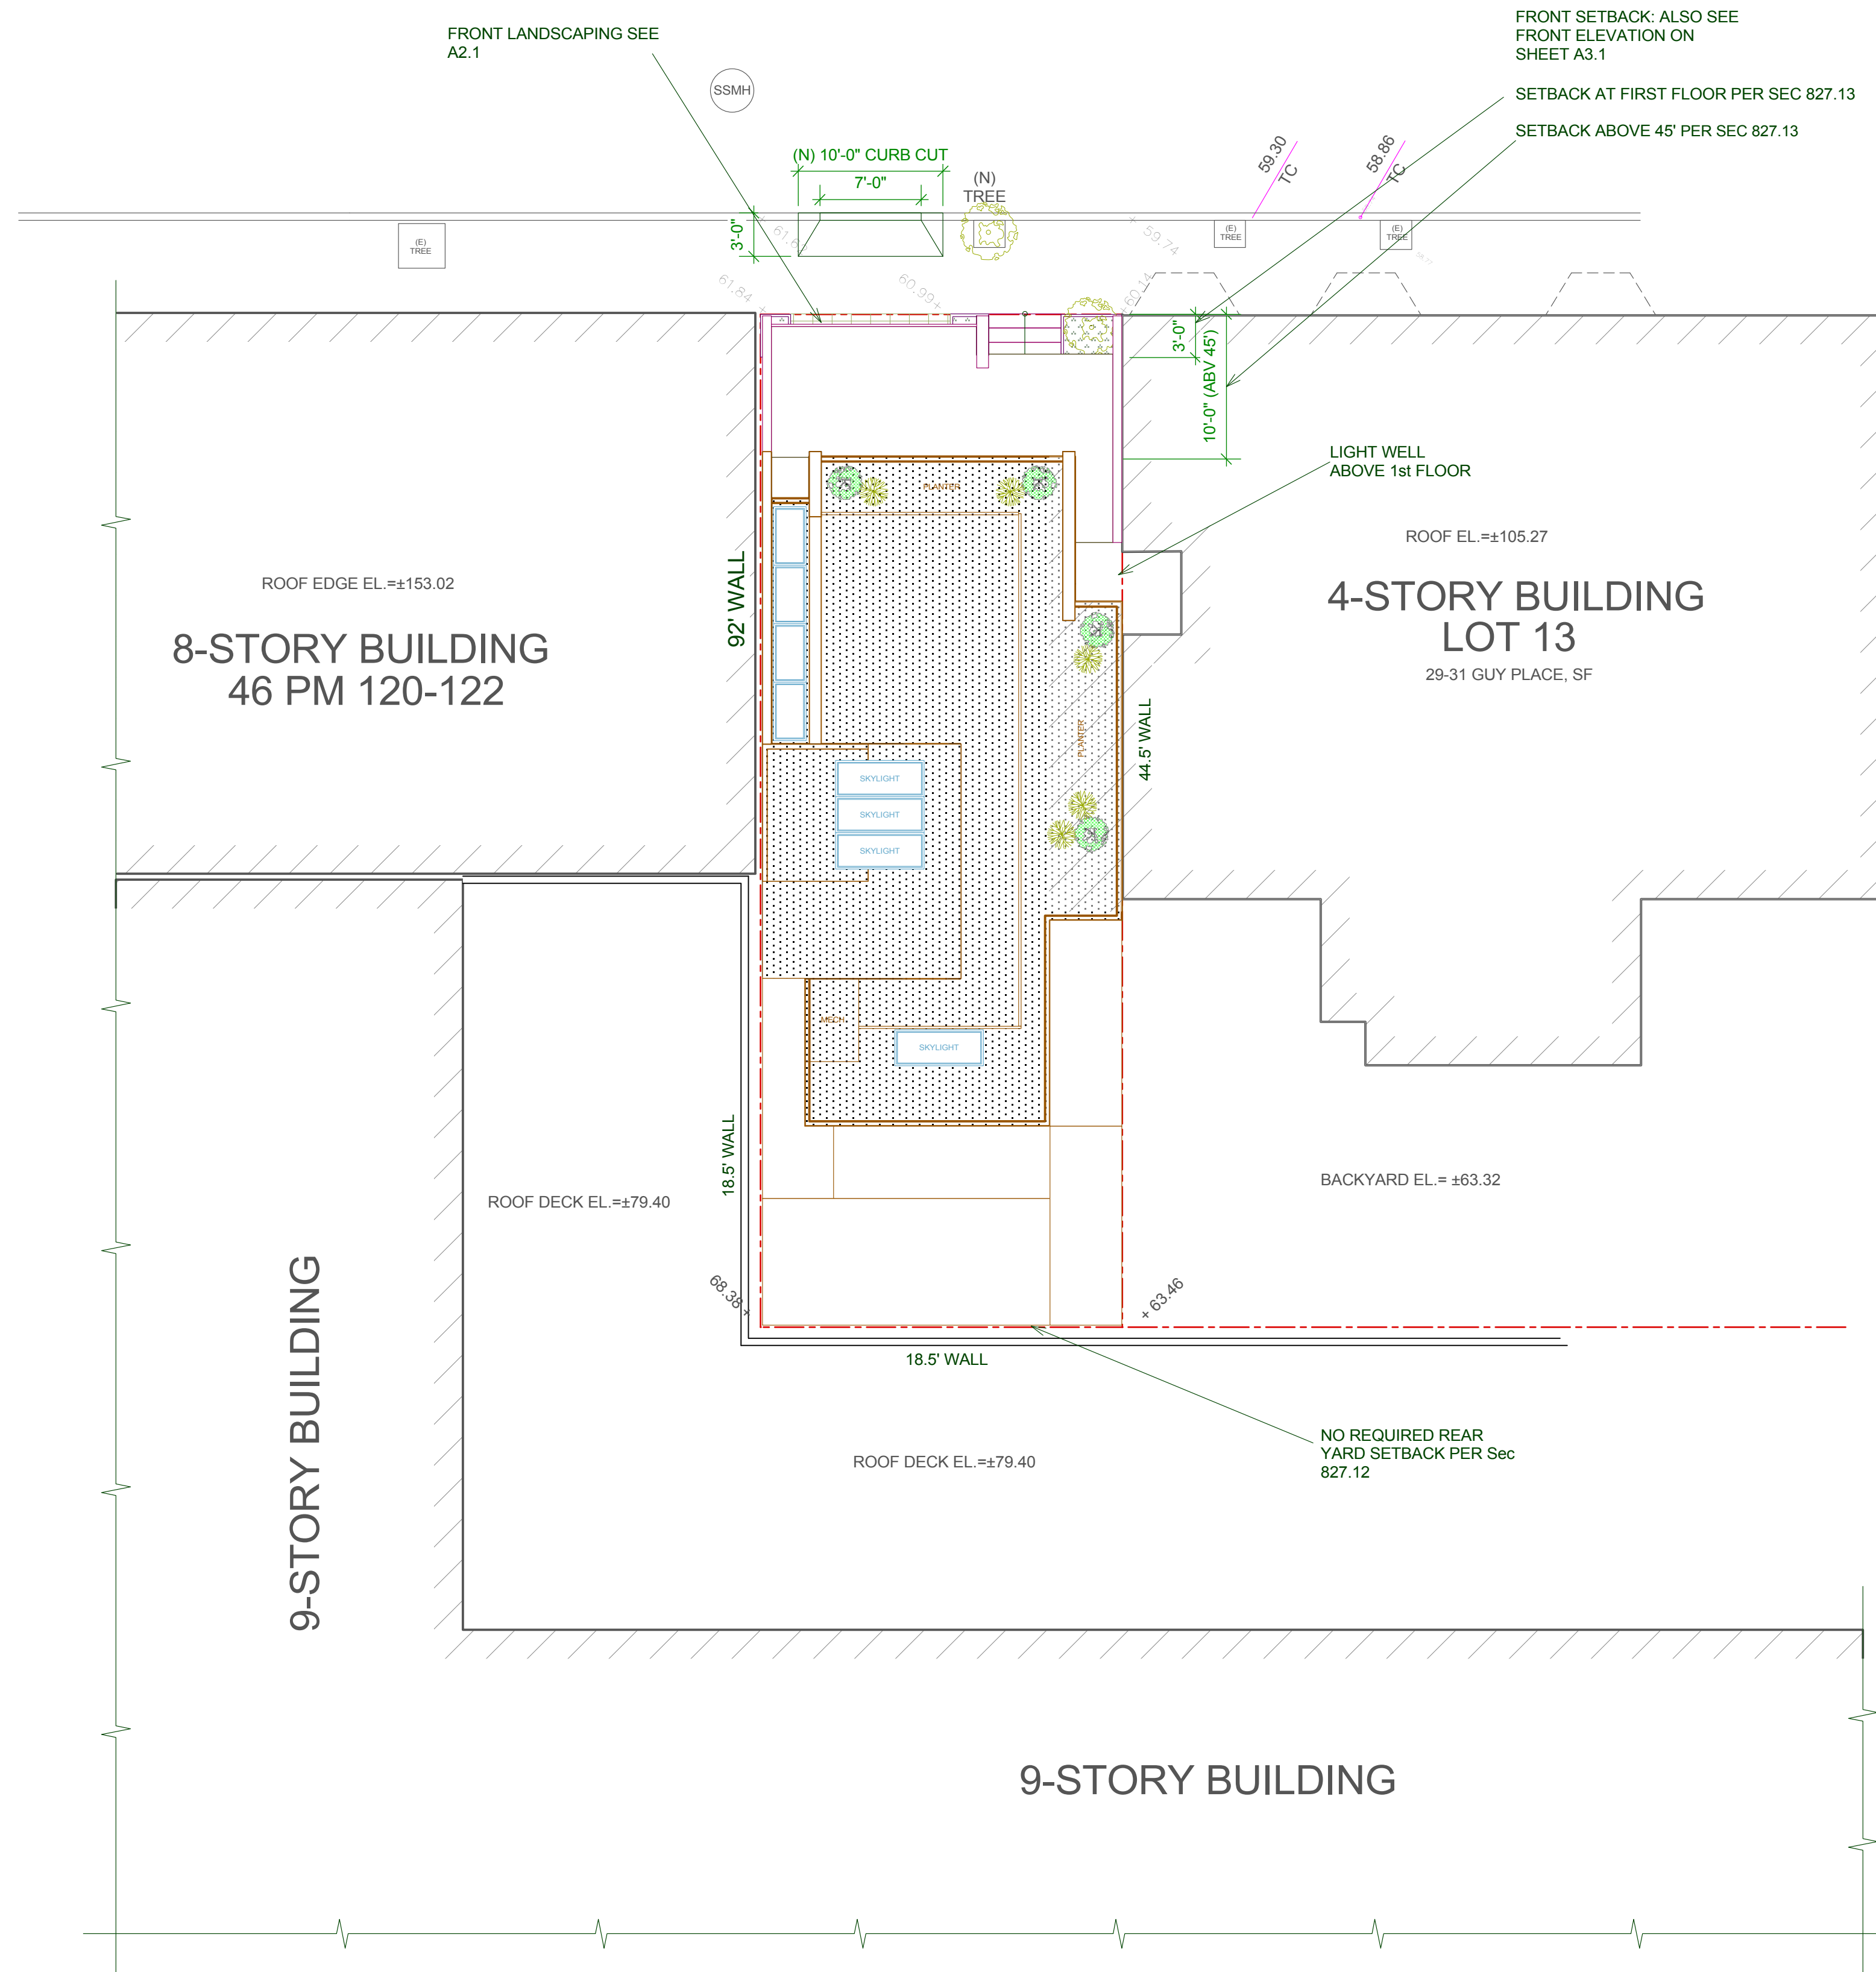 FRONT LANDSCAPING SEE
A2.1
SSMH
FRONT SETBACK: ALSO SEE
FRONT ELEVATION ON
SHEET A3.1
SETBACK AT FIRST FLOOR PER SEC 827.13
SETBACK ABOVE 45' PER SEC 827.13
(N) 10'-0" CURB CUT
7'-0"
3'-0"
(N)
TREE
59.30
TC
58.86
TC
(E)
TREE
(E)
TREE
(E)
TREE
59.74
61.84 +
60.99+
60.14
3'-0"
10'-0" (ABV 45')
LIGHT WELL
ABOVE 1st FLOOR
PLANTER
ROOF EDGE EL.=±153.02
8-STORY BUILDING
46 PM 120-122
92' WALL
ROOF EL.=±105.27
4-STORY BUILDING
LOT 13
29-31 GUY PLACE, SF
44.5' WALL
PLANTER
SKYLIGHT
SKYLIGHT
SKYLIGHT
MECH
SKYLIGHT
18.5' WALL
ROOF DECK EL.=±79.40
BACKYARD EL.= ±63.32
68.38 +
+ 63.46
18.5' WALL
NO REQUIRED REAR
YARD SETBACK PER Sec
827.12
ROOF DECK EL.=±79.40
9-STORY BUILDING
9-STORY BUILDING